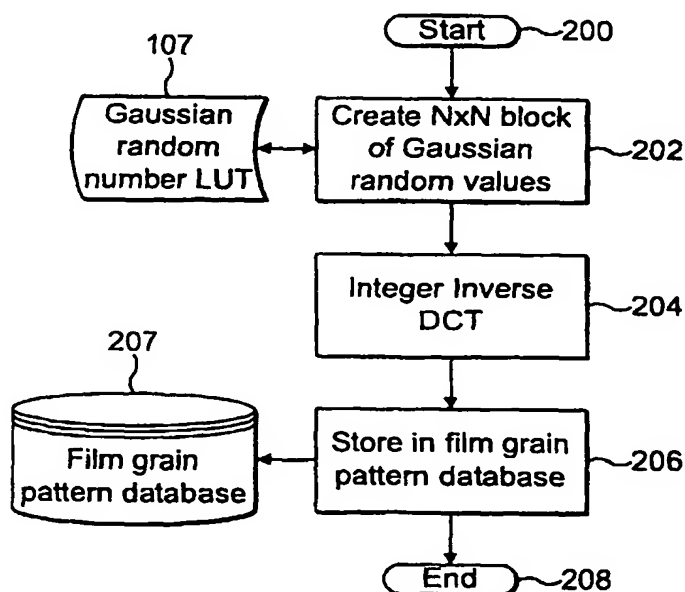 Start
200
107
Gaussian
random
number LUT
Create NxN block
of Gaussian
random values
202
Integer Inverse
DCT
204
207
Film grain
pattern database
Store in film grain
pattern database
206
End
208